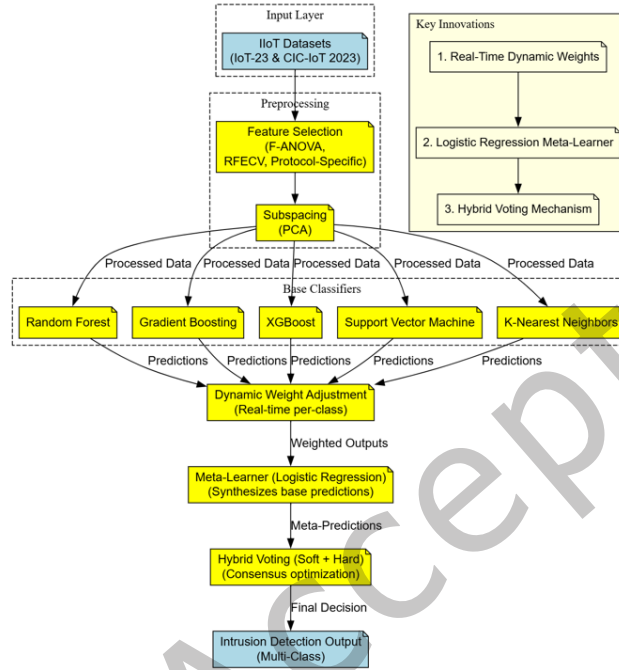 Input Layer
IIoT Datasets
(IoT-23 & CIC-IoT 2023)
Preprocessing
Feature Selection
(F-ANOVA,
RFECV, Protocol-Specific)
Subspacing
(PCA)
Key Innovations
1. Real-Time Dynamic Weights
2. Logistic Regression Meta-Learner
3. Hybrid Voting Mechanism
Processed Data
Processed Data
Processed Data
Processed Data
Processed Data
Base Classifiers
Random Forest
Gradient Boosting
XGBoost
Support Vector Machine
K-Nearest Neighbors
Predictions
Predictions
Predictions
Predictions
Predictions
Dynamic Weight Adjustment
(Real-time per-class)
Weighted Outputs
Meta-Learner (Logistic Regression)
(Synthesizes base predictions)
Meta-Predictions
Hybrid Voting (Soft + Hard)
(Consensus optimization)
Final Decision
Intrusion Detection Output
(Multi-Class)
Accept